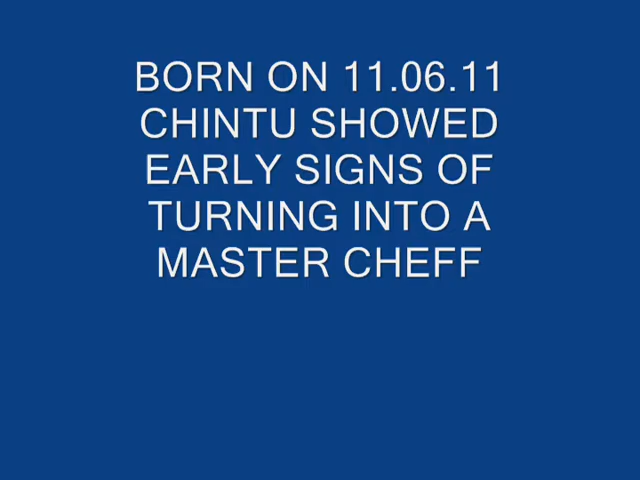 BORN ON 11.06.11
CHINTU SHOWED
EARLY SIGNS OF
TURNING INTO A
MASTER CHEFF